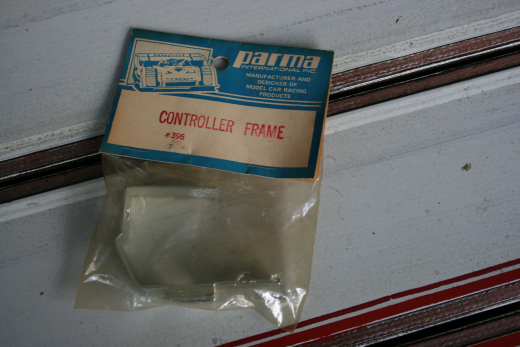 parma
INTERNATIONAL INC.
MANUFACTURER AND
DESIGNER OF
MODEL CAR RACING
PRODUCTS
CONTROLLER FRAME
#396